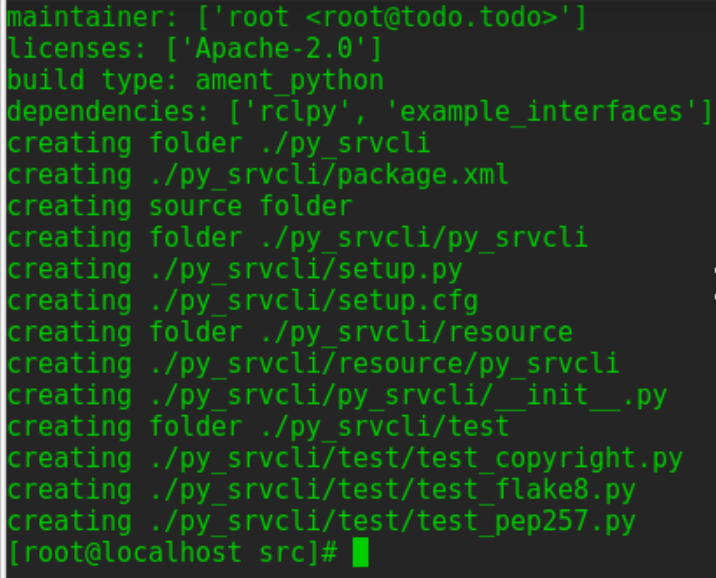 maintainer: ['root <root@todo.todo>']
licenses: ['Apache-2.0']
build type: ament_python
dependencies: ['rclpy', 'example_interfaces']
creating folder ./py_srvcli
creating ./py_srvcli/package.xml
creating source folder
creating folder ./py_srvcli/py_srvcli
creating ./py_srvcli/setup.py
creating ./py_srvcli/setup.cfg
creating folder ./py_srvcli/resource
creating ./py_srvcli/resource/py_srvcli
creating ./py_srvcli/py_srvcli/__init__.py
creating folder ./py_srvcli/test
creating ./py_srvcli/test/test_copyright.py
creating ./py_srvcli/test/test_flake8.py
creating ./py_srvcli/test/test_pep257.py
[root@localhost src]#